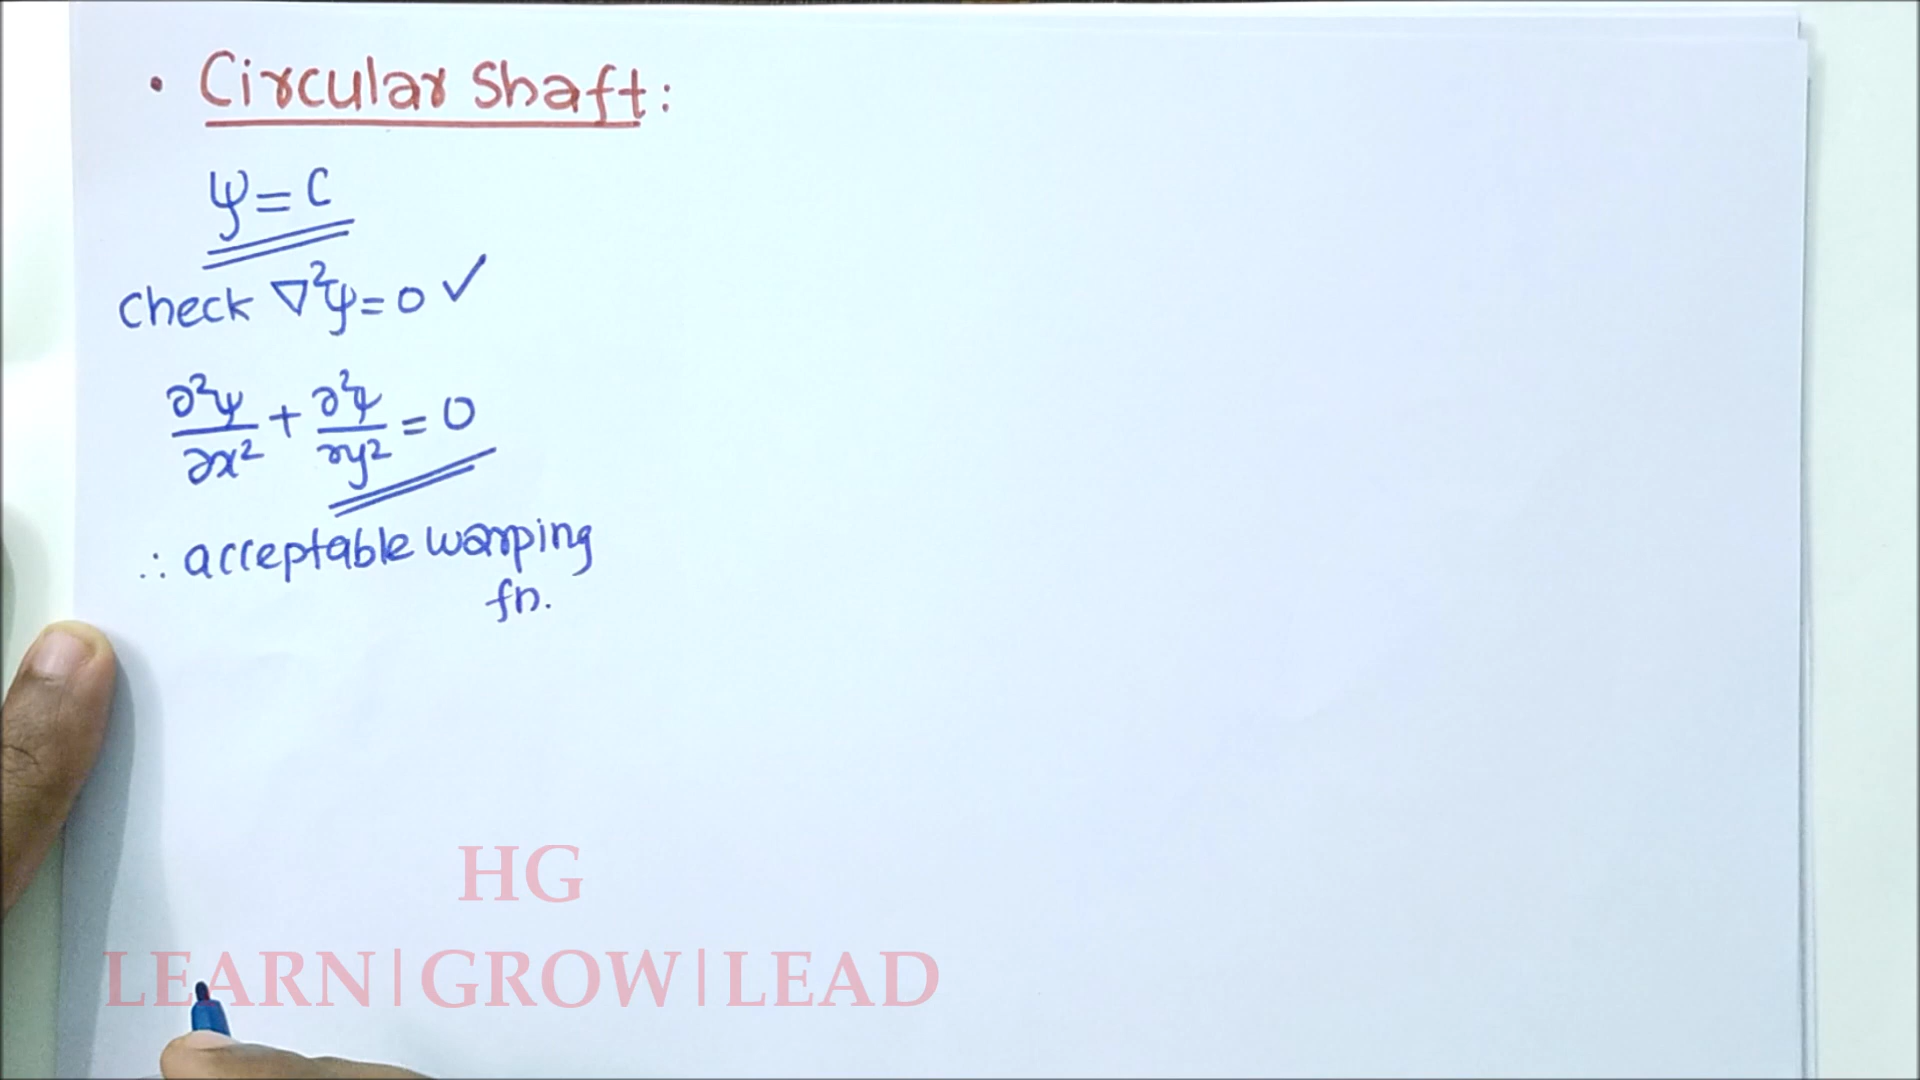 • Circular Shaft:
ψ = C
Check ∇²ψ = 0 ✓
∂²ψ/∂x² + ∂²ψ/∂y² = 0
∴ acceptable warping
fn.
HG
LEARN|GROW|LEAD